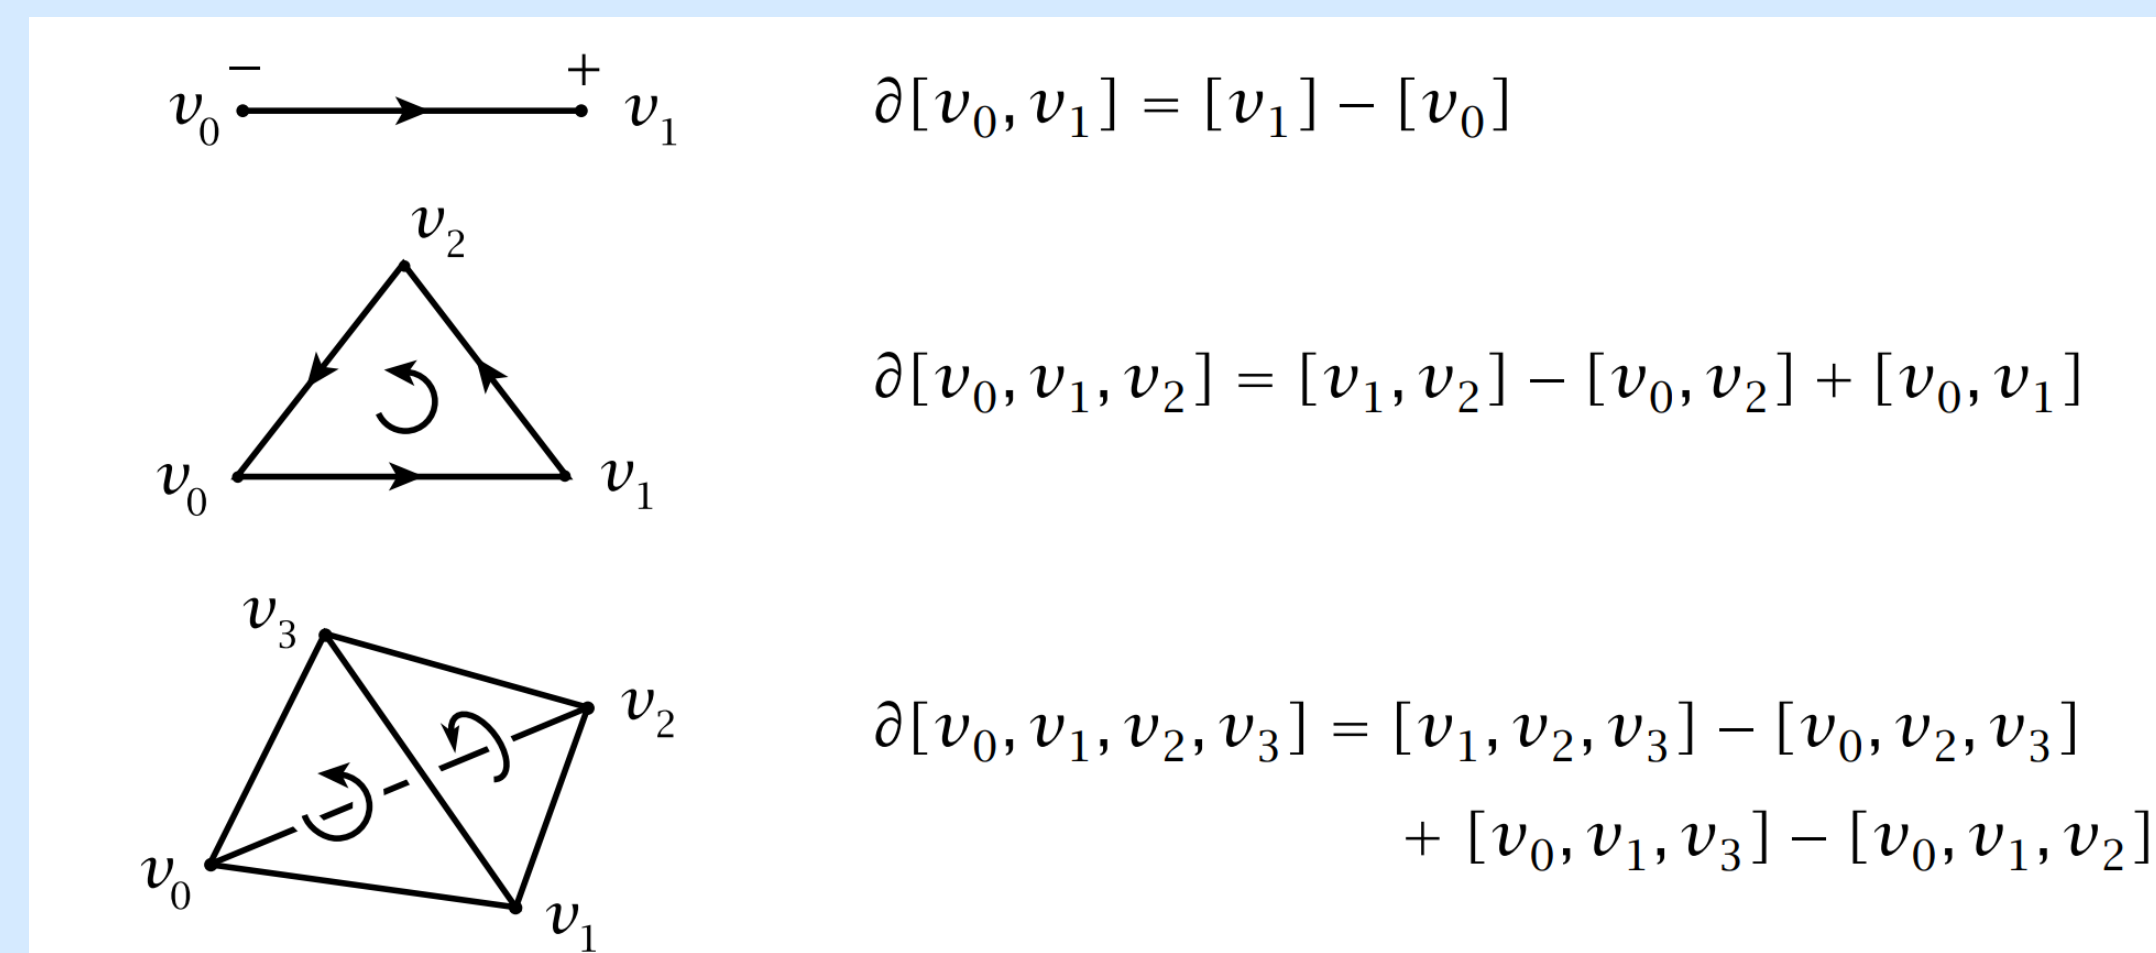 − +
v₀ v₁ ∂[v₀, v₁] = [v₁] − [v₀]
v₂
∂[v₀, v₁, v₂] = [v₁, v₂] − [v₀, v₂] + [v₀, v₁]
v₀ v₁
v₃
v₂ ∂[v₀, v₁, v₂, v₃] = [v₁, v₂, v₃] − [v₀, v₂, v₃]
+ [v₀, v₁, v₃] − [v₀, v₁, v₂]
v₀
v₁